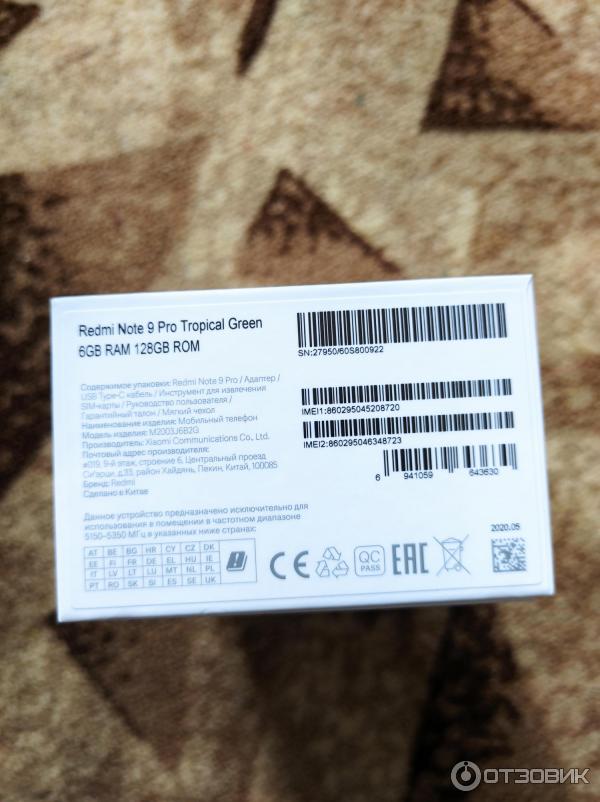 Redmi Note 9 Pro Tropical Green
6GB RAM 128GB ROM
SN:27950/60S800922
Содержимое упаковки: Redmi Note 9 Pro / Адаптер /
USB Type-C кабель / Инструмент для извлечения
SIM-карты / Руководство пользователя /
Гарантийный талон / Мягкий чехол
Наименование изделия: Мобильный телефон
Модель изделия: M2003J6B2G
Производитель: Xiaomi Communications Co., Ltd.
Почтовый адрес производителя:
#019, 9-й этаж, строение 6, Центральный проезд
Сиэрци, д.33, район Хайдянь, Пекин, Китай, 100085
Бренд: Redmi
Сделано в Китае
IMEI1:860295045208720
IMEI2:860295046348723
6 941059 643630
Данное устройство предназначено исключительно для
использования в помещении в частотном диапазоне
5150-5350 МГц в указанных ниже странах:
AT BE BG HR CY CZ DK
EE FI FR DE EL HU IE
IT LV LT LU MT NL PL
PT RO SK SI ES SE UK
CE
QC
PASS
EAC
2020.05
ОТЗОВИК